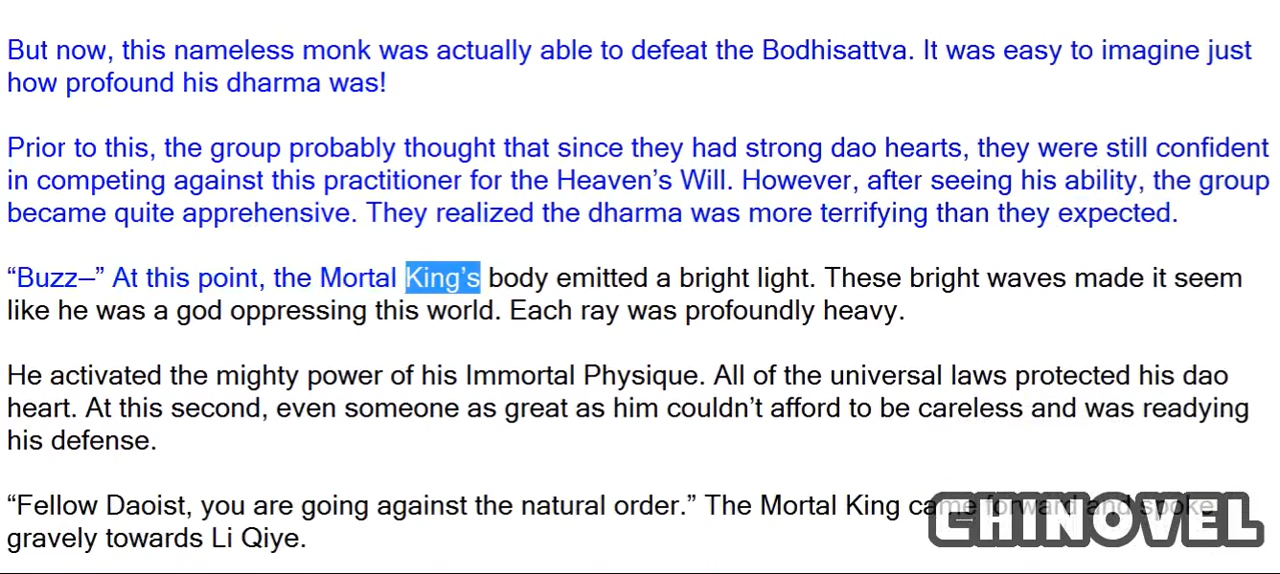 But now, this nameless monk was actually able to defeat the Bodhisattva. It was easy to imagine just
how profound his dharma was!
Prior to this, the group probably thought that since they had strong dao hearts, they were still confident
in competing against this practitioner for the Heaven’s Will. However, after seeing his ability, the group
became quite apprehensive. They realized the dharma was more terrifying than they expected.
“Buzz—” At this point, the Mortal King’s body emitted a bright light. These bright waves made it seem
like he was a god oppressing this world. Each ray was profoundly heavy.
He activated the mighty power of his Immortal Physique. All of the universal laws protected his dao
heart. At this second, even someone as great as him couldn’t afford to be careless and was readying
his defense.
“Fellow Daoist, you are going against the natural order.” The Mortal King came forward and spoke
gravely towards Li Qiye.
CHINOVEL